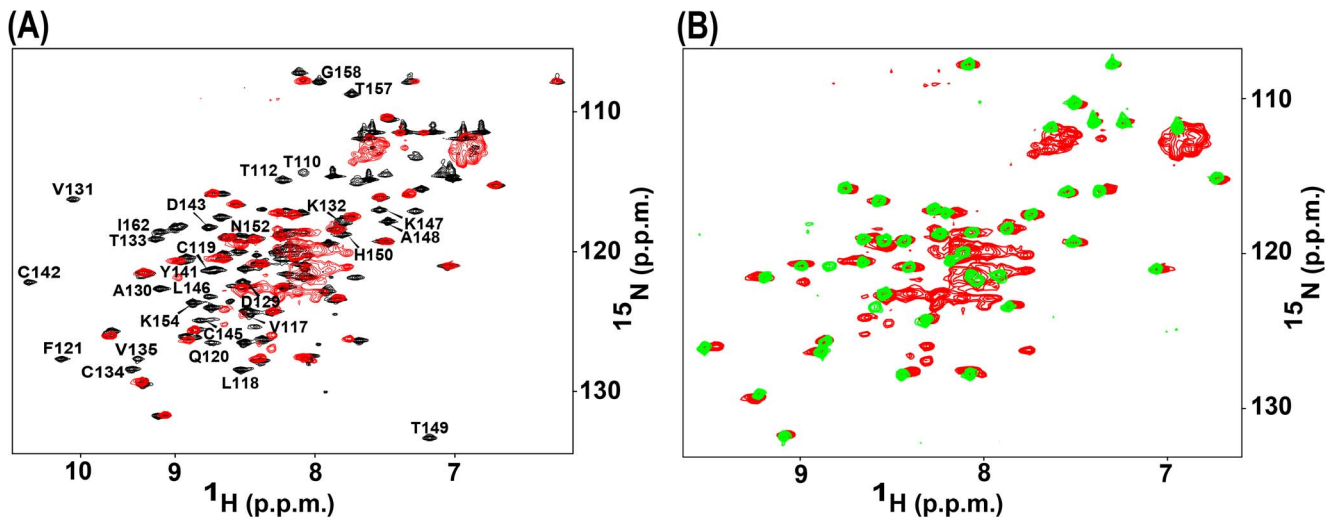 (A)
G158
T157
T110
T112
V131
D143
K132
I162
N152
K147
T133
C119
A148
H150
C142
Y141
L146
A130
D129
K154
V117
C145
F121
V135
Q120
C134
L118
T149
110
120
130
15N (p.p.m.)
10 9 8 7
1H (p.p.m.)
(B)
110
120
130
15N (p.p.m.)
9 8 7
1H (p.p.m.)